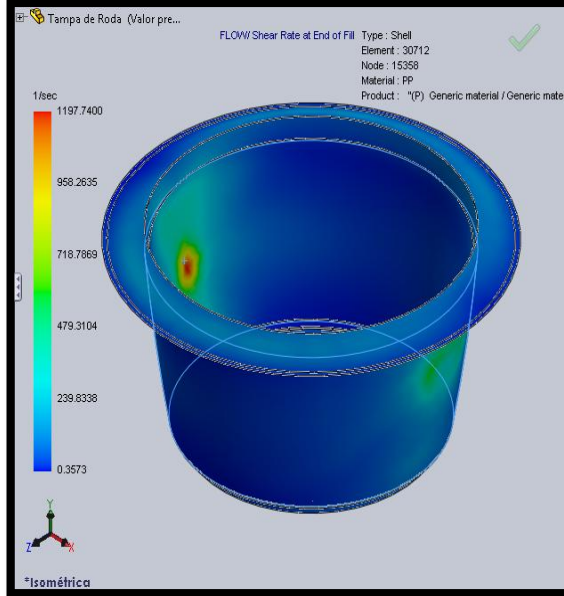 Tampa de Roda (Valor pre...
FLOW/ Shear Rate at End of Fill
Type : Shell
Element : 30712
Node : 15358
Material : PP
Product : "(P) Generic material / Generic mate
1/sec
1197.7400
958.2635
718.7869
479.3104
239.8338
0.3573
Y
Z
X
*Isométrica